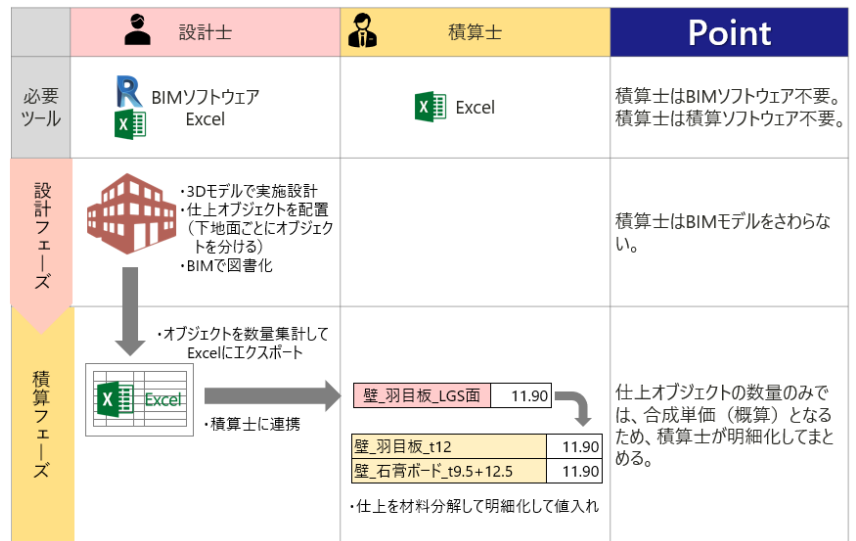 設計士
積算士
Point
必要
ツール
BIMソフトウェア
Excel
Excel
積算士はBIMソフトウェア不要。
積算士は積算ソフトウェア不要。
設計フェーズ
・3Dモデルで実施設計
・仕上オブジェクトを配置
（下地面ごとにオブジェク
トを分ける）
・BIMで図書化
積算士はBIMモデルをさわらな
い。
積算フェーズ
・オブジェクトを数量集計して
Excelにエクスポート
Excel
・積算士に連携
壁_羽目板_LGS面 11.90
壁_羽目板_t12 11.90
壁_石膏ボード_t9.5+12.5 11.90
・仕上を材料分解して明細化して値入れ
仕上オブジェクトの数量のみで
は、合成単価（概算）となる
ため、積算士が明細化してまと
める。